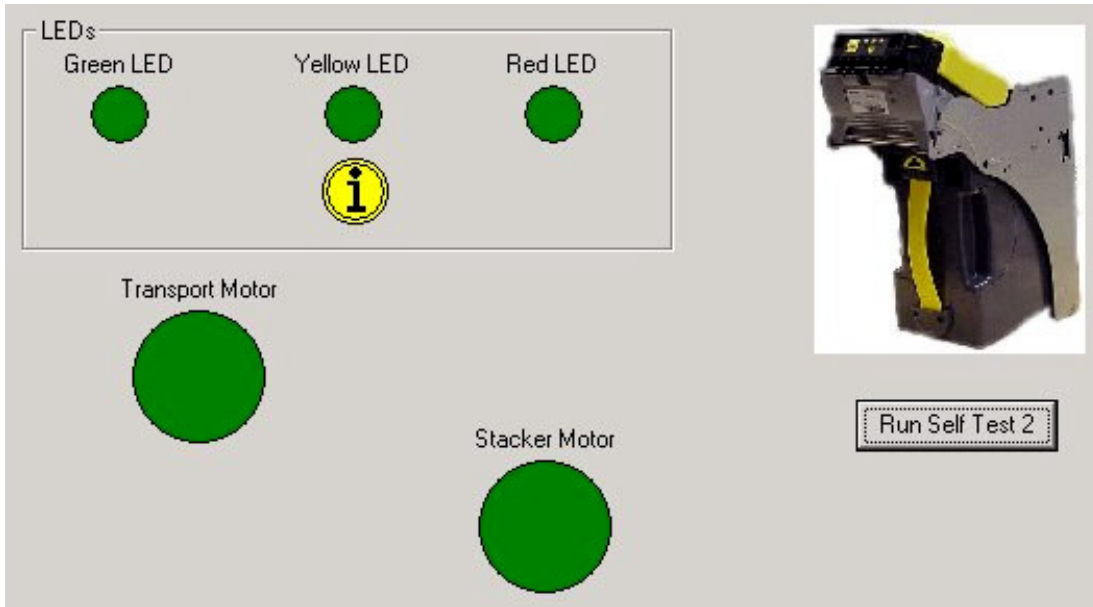 LEDs
Green LED
Yellow LED
Red LED
i
Transport Motor
Run Self Test 2
Stacker Motor